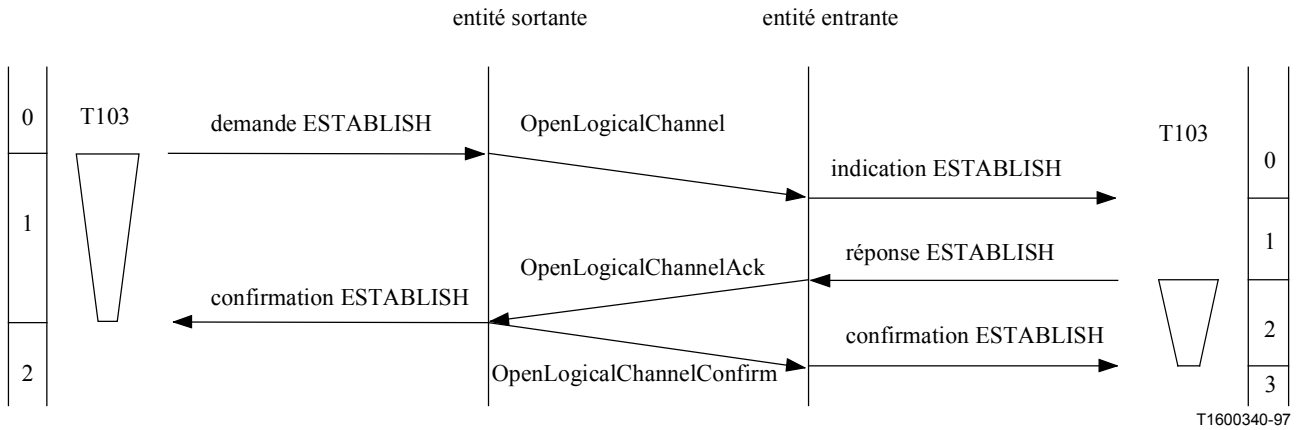 entité sortante
entité entrante
0
T103
demande ESTABLISH
OpenLogicalChannel
T103
0
indication ESTABLISH
1
réponse ESTABLISH
1
OpenLogicalChannelAck
confirmation ESTABLISH
confirmation ESTABLISH
2
2
OpenLogicalChannelConfirm
3
T1600340-97